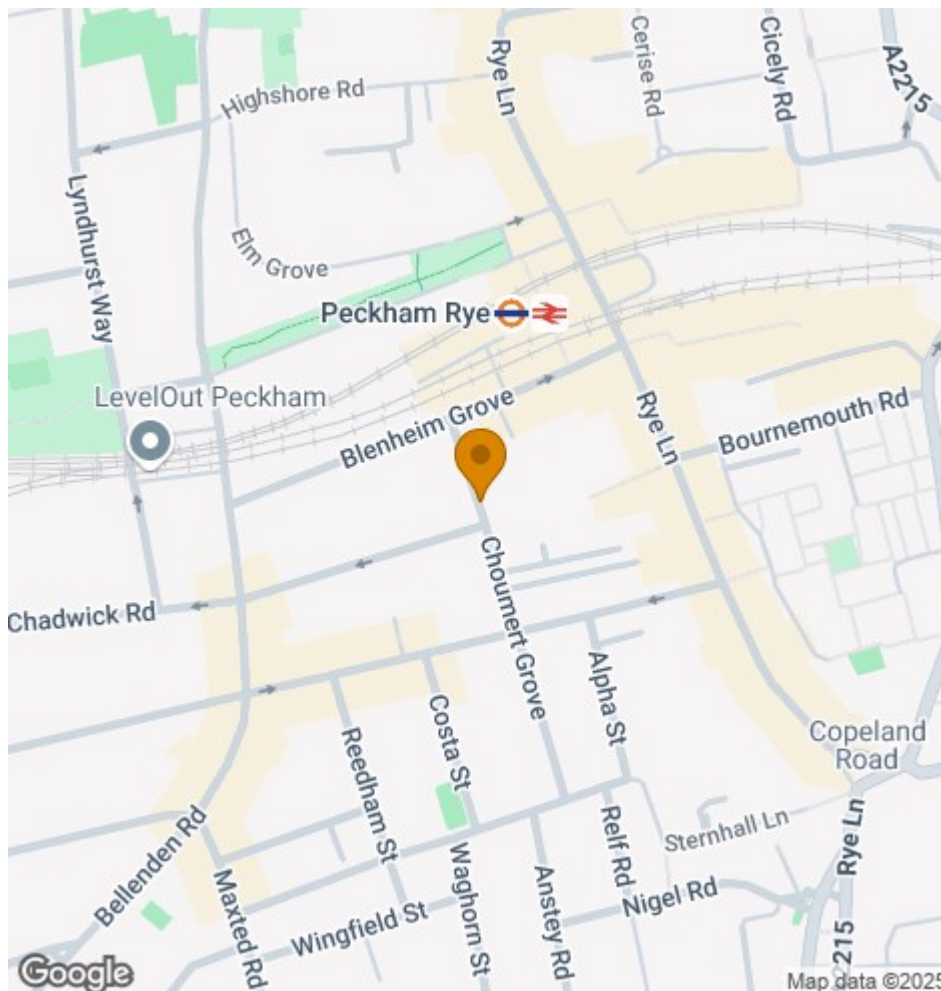 Cerise Rd
Cicely Rd
A2215
Rye Ln
Highshore Rd
Lyndhurst Way
Elm Grove
Peckham Rye
LevelOut Peckham
Blenheim Grove
Rye Ln
Bournemouth Rd
Chadwick Rd
Choumert Grove
Alpha St
Costa St
Reedham St
Copeland
Road
Bellenden Rd
Maxted Rd
Waghorn St
Wingfield St
Anstey Rd
Relf Rd
Sternhall Ln
Nigel Rd
Rye Ln
2215
Google
Map data ©2025